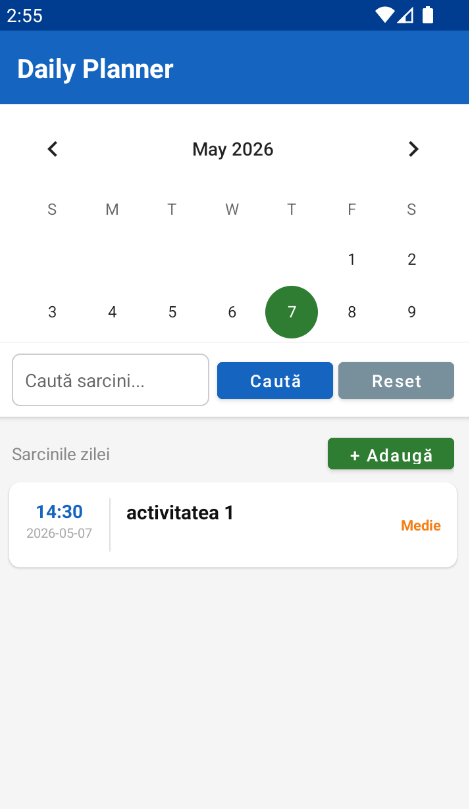 2:55
Daily Planner
May 2026
S M T W T F S
1 2
3 4 5 6 7 8 9
Caută sarcini... Caută Reset
Sarcinile zilei + Adaugă
14:30 activitatea 1
2026-05-07 Medie